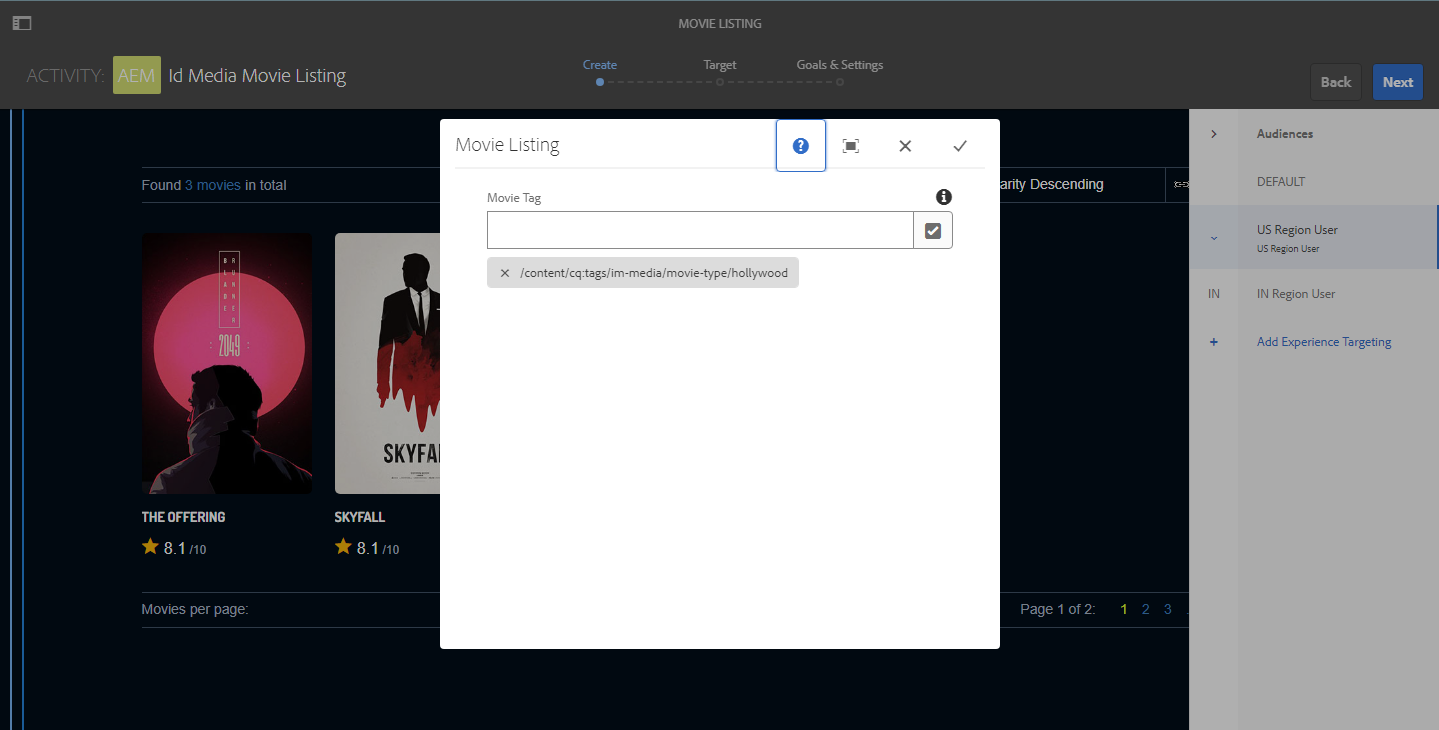 MOVIE LISTING
ACTIVITY: AEM Id Media Movie Listing
Create Target Goals & Settings
Back Next
Movie Listing
Movie Tag
/content/cq:tags/im-media/movie-type/hollywood
Found 3 movies in total
arity Descending
BLADE
RUNNER
2049
SKYFAL
THE OFFERING
8.1 /10
SKYFALL
8.1 /10
Movies per page:
Page 1 of 2: 1 2 3 .
Audiences
DEFAULT
US Region User
US Region User
IN IN Region User
+ Add Experience Targeting